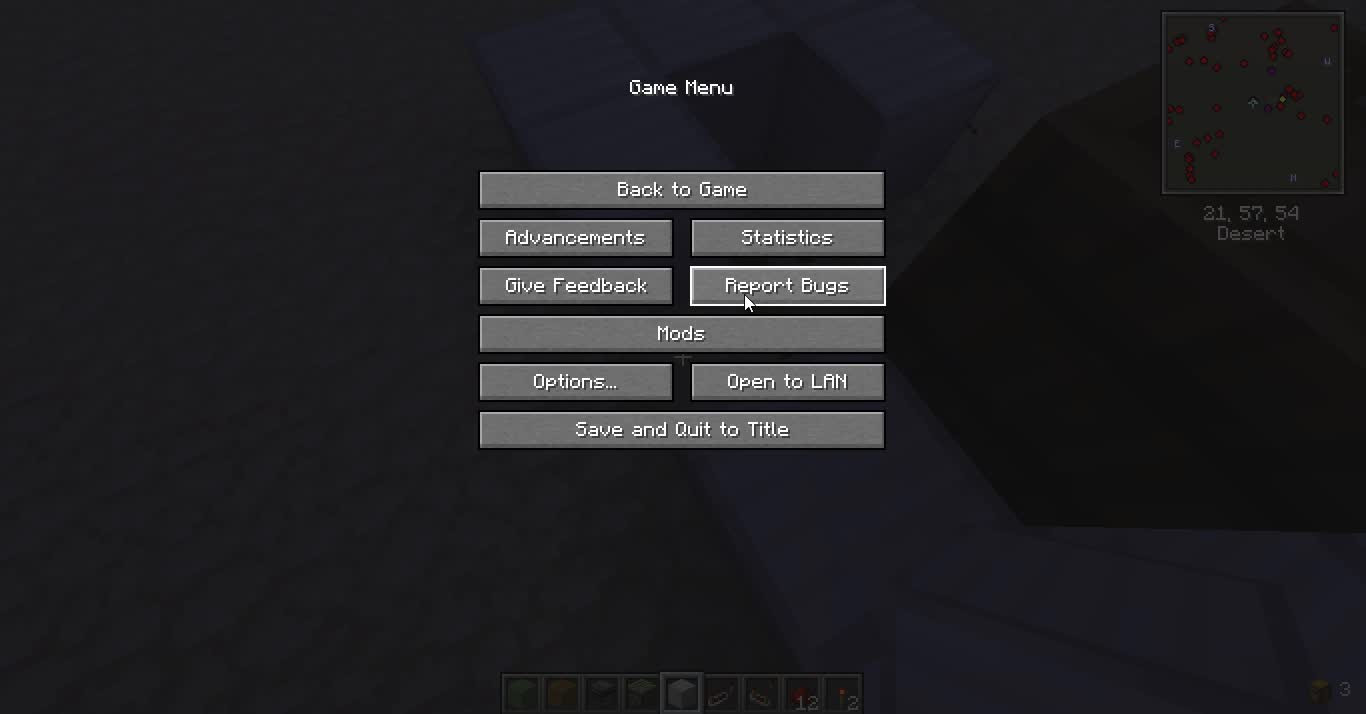 Game Menu
Back to Game
Advancements
Statistics
Give Feedback
Report Bugs
Mods
Options...
Open to LAN
Save and Quit to Title
S
W
E
N
21, 57, 54
Desert
12
2
3